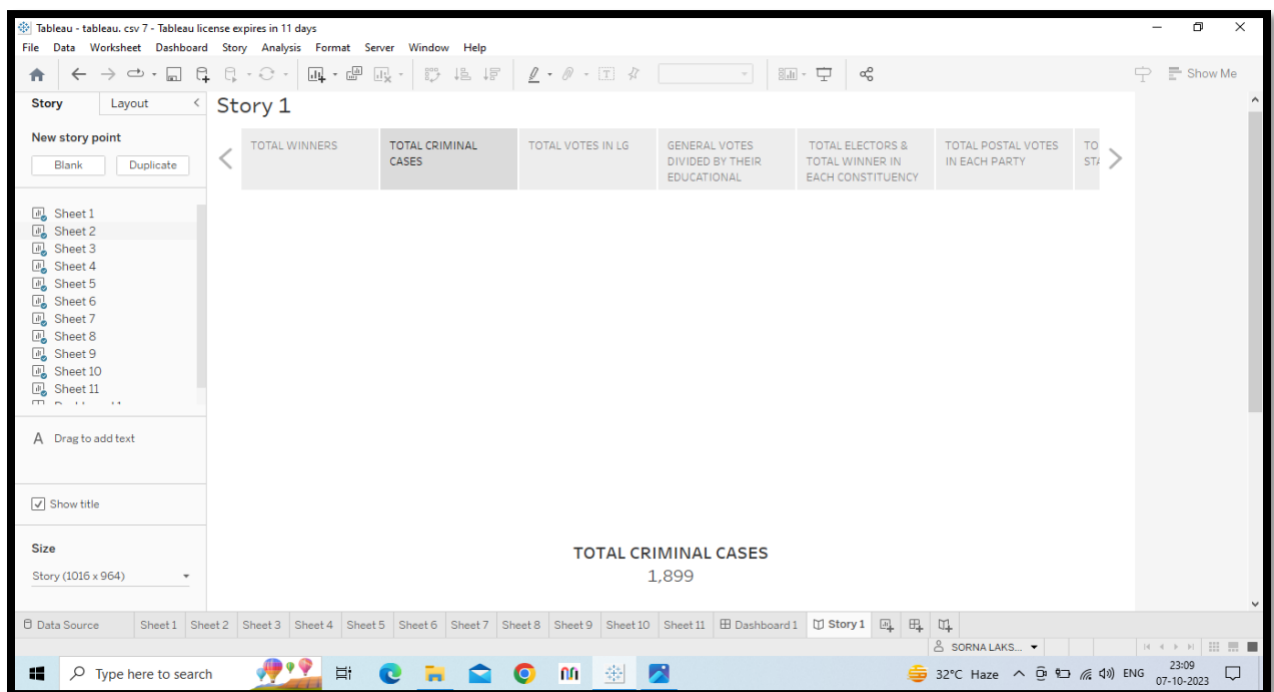 Tableau - tableau. csv 7 - Tableau license expires in 11 days
File Data Worksheet Dashboard Story Analysis Format Server Window Help
Show Me
Story Layout
New story point
Blank Duplicate
Sheet 1
Sheet 2
Sheet 3
Sheet 4
Sheet 5
Sheet 6
Sheet 7
Sheet 8
Sheet 9
Sheet 10
Sheet 11
A Drag to add text
Show title
Size
Story (1016 x 964)
Story 1
TOTAL WINNERS
TOTAL CRIMINAL
CASES
TOTAL VOTES IN LG
GENERAL VOTES
DIVIDED BY THEIR
EDUCATIONAL
TOTAL ELECTORS &
TOTAL WINNER IN
EACH CONSTITUENCY
TOTAL POSTAL VOTES
IN EACH PARTY
TO
TOTAL CRIMINAL CASES
1,899
Data Source Sheet 1 Sheet 2 Sheet 3 Sheet 4 Sheet 5 Sheet 6 Sheet 7 Sheet 8 Sheet 9 Sheet 10 Sheet 11 Dashboard 1 Story 1
SORNA LAKS...
Type here to search
32°C Haze ENG
23:09
07-10-2023